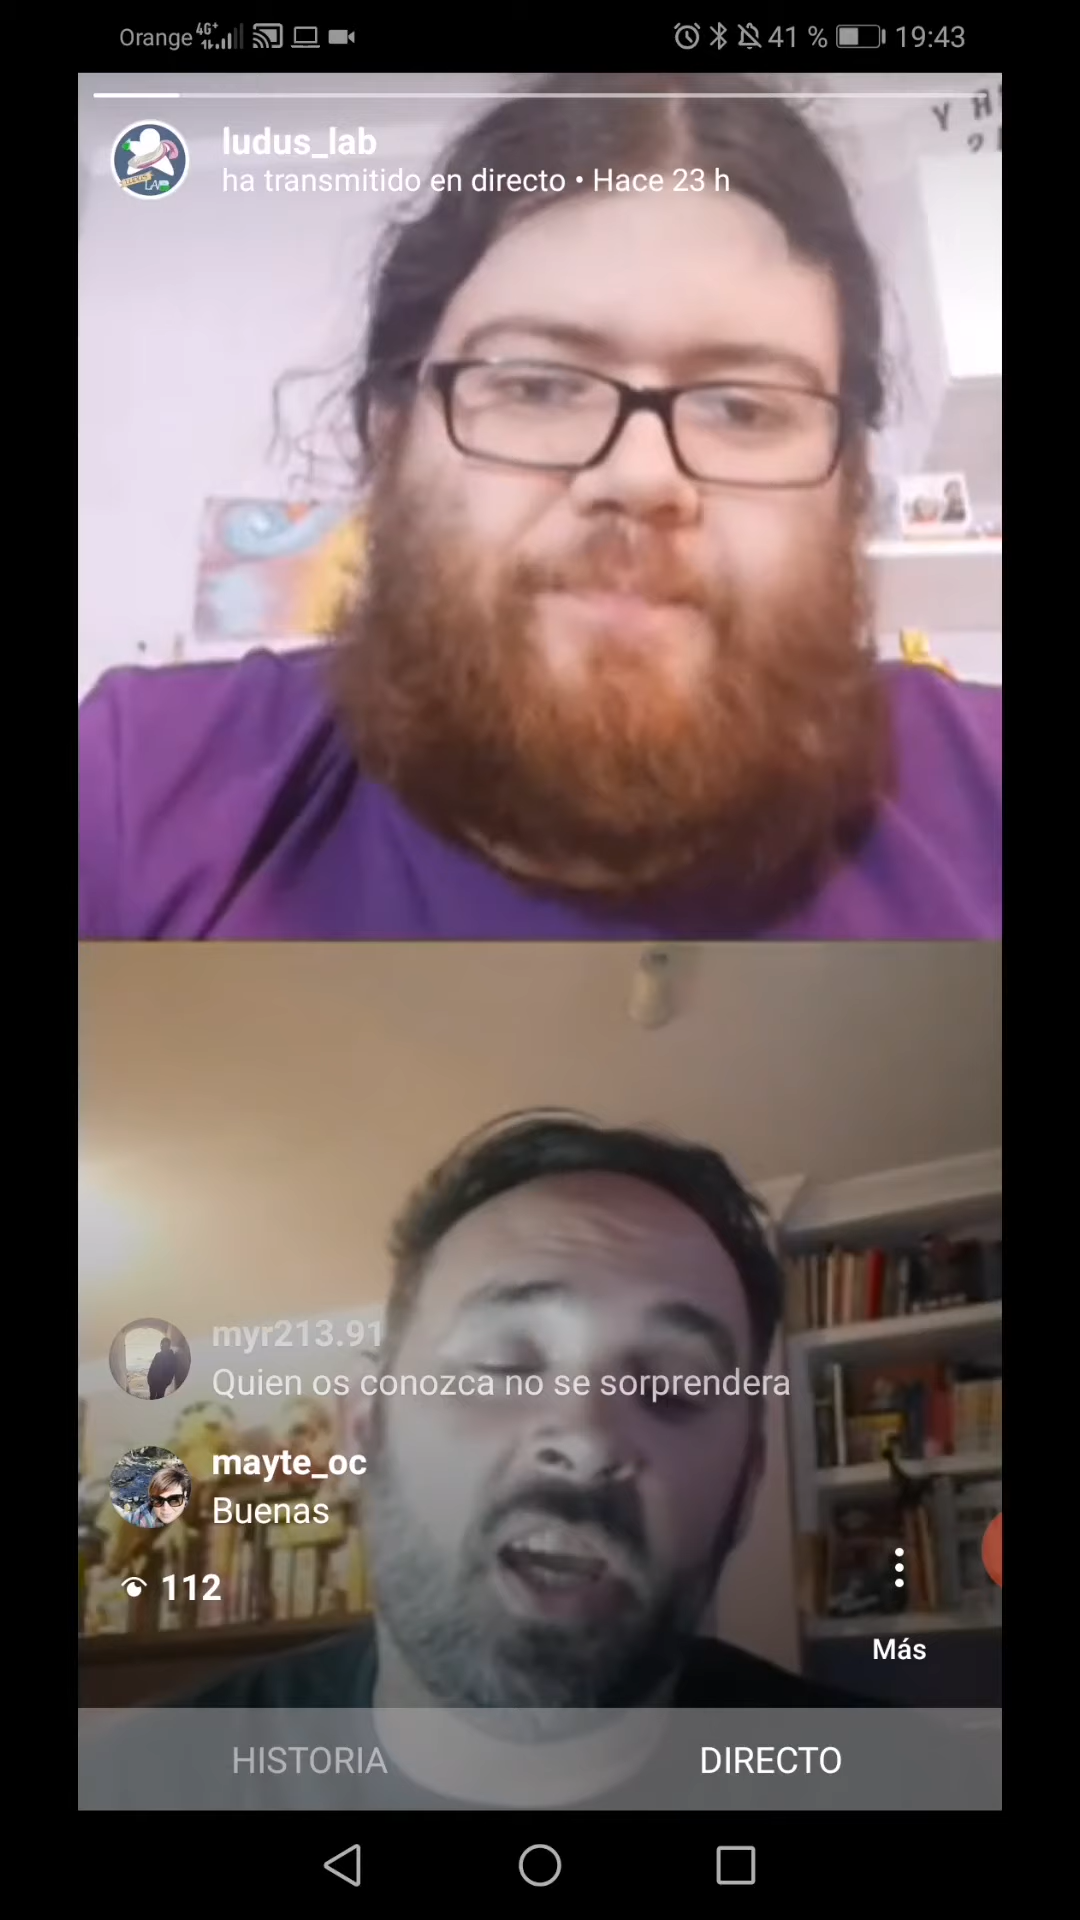 Orange 4G+ 41 % 19:43
ludus_lab
ha transmitido en directo • Hace 23 h
myr213.91
Quien os conozca no se sorprendera
mayte_oc
Buenas
112
Más
HISTORIA DIRECTO